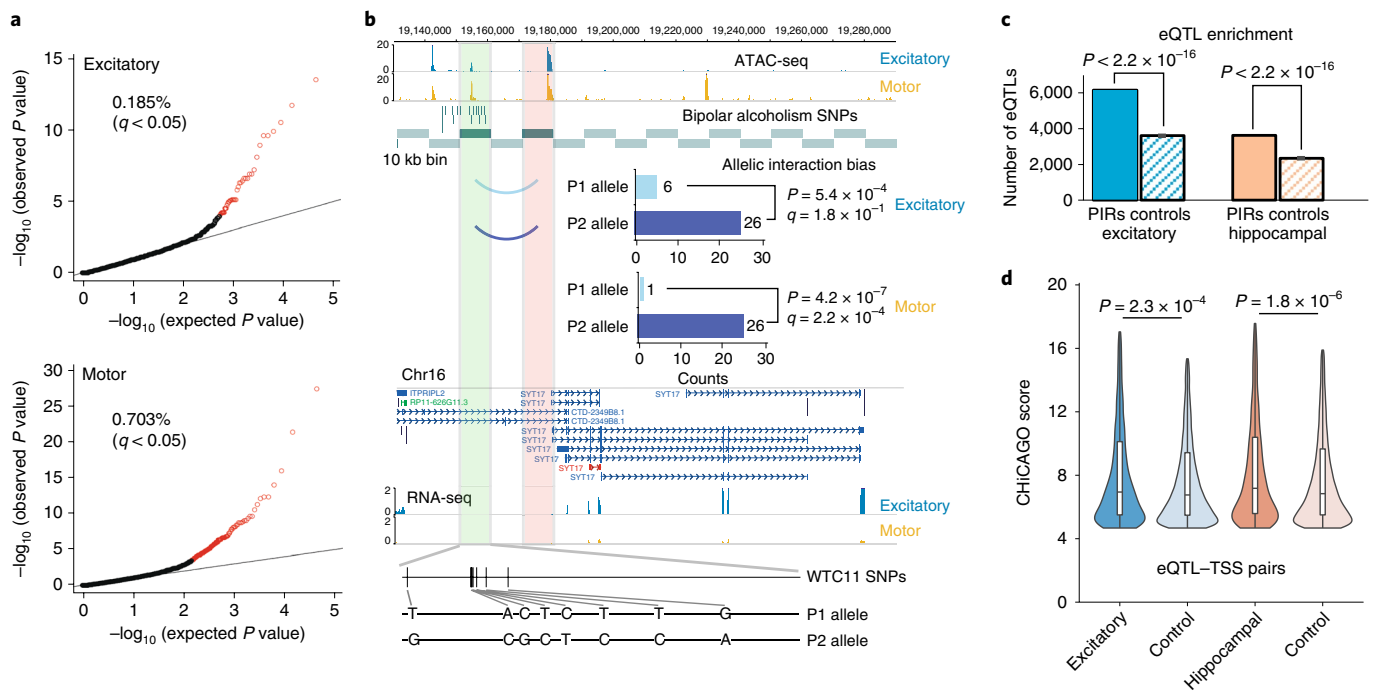 a
Excitatory
0.185%
(q < 0.05)
–log10 (observed P value)
15
10
5
0
0 1 2 3 4 5
–log10 (expected P value)
Motor
0.703%
(q < 0.05)
–log10 (observed P value)
30
25
20
15
10
5
0
0 1 2 3 4 5
–log10 (expected P value)
b
19,140,000 19,160,000 19,180,000 19,200,000 19,220,000 19,240,000 19,260,000 19,280,000
20
0
ATAC-seq
Excitatory
20
0
Motor
Bipolar alcoholism SNPs
10 kb bin
Allelic interaction bias
P1 allele 6
P2 allele 26
P = 5.4 × 10–4
q = 1.8 × 10–1
Excitatory
0 10 20 30
P1 allele 1
P2 allele 26
P = 4.2 × 10–7
q = 2.2 × 10–4
Motor
0 10 20 30
Counts
Chr16
ITPRIPL2 SYT17 SYT17
RP11-626G11.3 SYT17
CTD-2349B8.1
CTD-2349B8.1
SYT17
SYT17
SYT17
SYT17
SYT17
SYT17
2
0
RNA-seq
Excitatory
2
0
Motor
WTC11 SNPs
T A C T C T T G P1 allele
G C G C T C C A P2 allele
c
eQTL enrichment
P < 2.2 × 10–16 P < 2.2 × 10–16
Number of eQTLs
6,000
4,000
2,000
0
PIRs controls PIRs controls
excitatory hippocampal
d
CHiCAGO score
20
16
12
8
4
0
P = 2.3 × 10–4 P = 1.8 × 10–6
eQTL–TSS pairs
Excitatory
Control
Hippocampal
Control